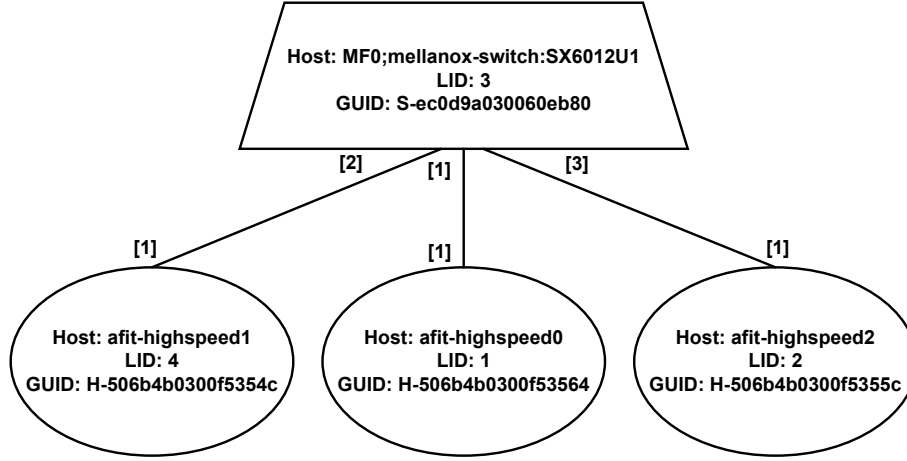 Host: MF0;mellanox-switch:SX6012U1
LID: 3
GUID: S-ec0d9a030060eb80
[2]
[1]
[3]
[1]
[1]
[1]
Host: afit-highspeed1
LID: 4
GUID: H-506b4b0300f5354c
Host: afit-highspeed0
LID: 1
GUID: H-506b4b0300f53564
Host: afit-highspeed2
LID: 2
GUID: H-506b4b0300f5355c